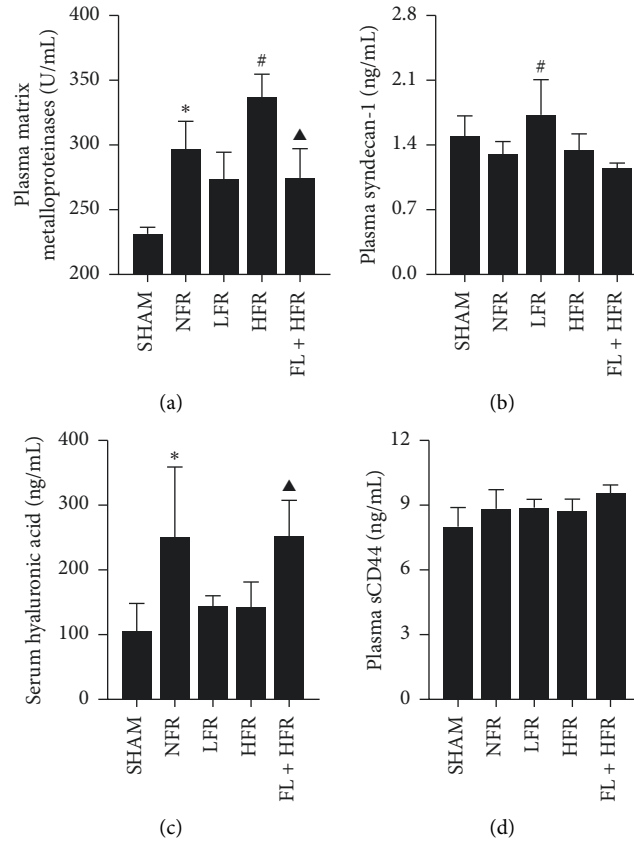 Plasma matrix
metalloproteinases (U/mL)
400
350
300
250
200
*
#
▲
SHAM
NFR
LFR
HFR
FL + HFR
(a)
Plasma syndecan-1 (ng/mL)
2.8
2.1
1.4
0.7
0.0
#
SHAM
NFR
LFR
HFR
FL + HFR
(b)
Serum hyaluronic acid (ng/mL)
400
300
200
100
0
*
▲
SHAM
NFR
LFR
HFR
FL + HFR
(c)
Plasma sCD44 (ng/mL)
12
9
6
3
0
SHAM
NFR
LFR
HFR
FL + HFR
(d)